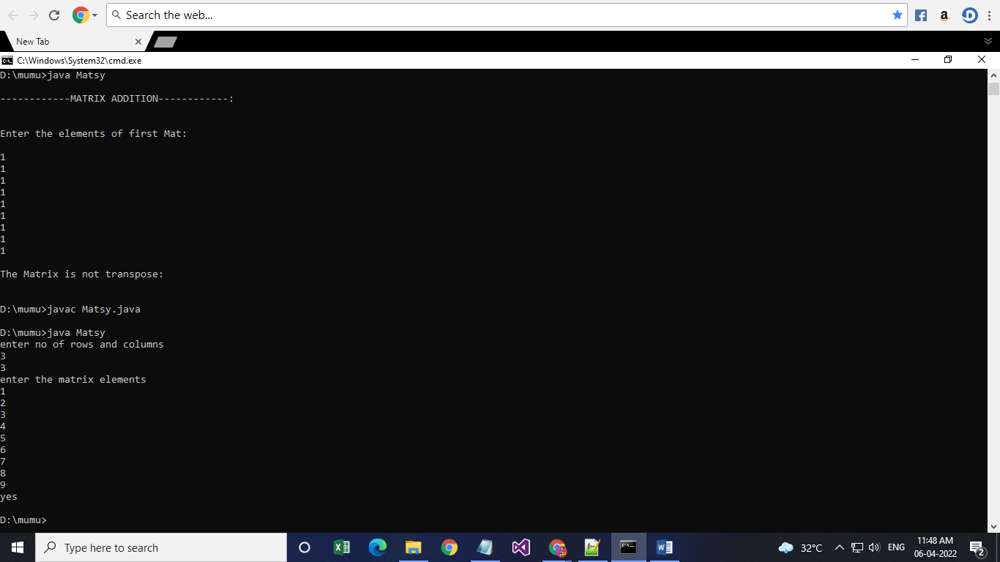 Search the web...
New Tab
C:\Windows\System32\cmd.exe
D:\mumu>java Matsy
------------MATRIX ADDITION------------:
Enter the elements of first Mat:
1
1
1
1
1
1
1
1
1
The Matrix is not transpose:
D:\mumu>javac Matsy.java
D:\mumu>java Matsy
enter no of rows and columns
3
3
enter the matrix elements
1
2
3
4
5
6
7
8
9
yes
D:\mumu>
Type here to search
32°C
ENG
11:48 AM
06-04-2022
2